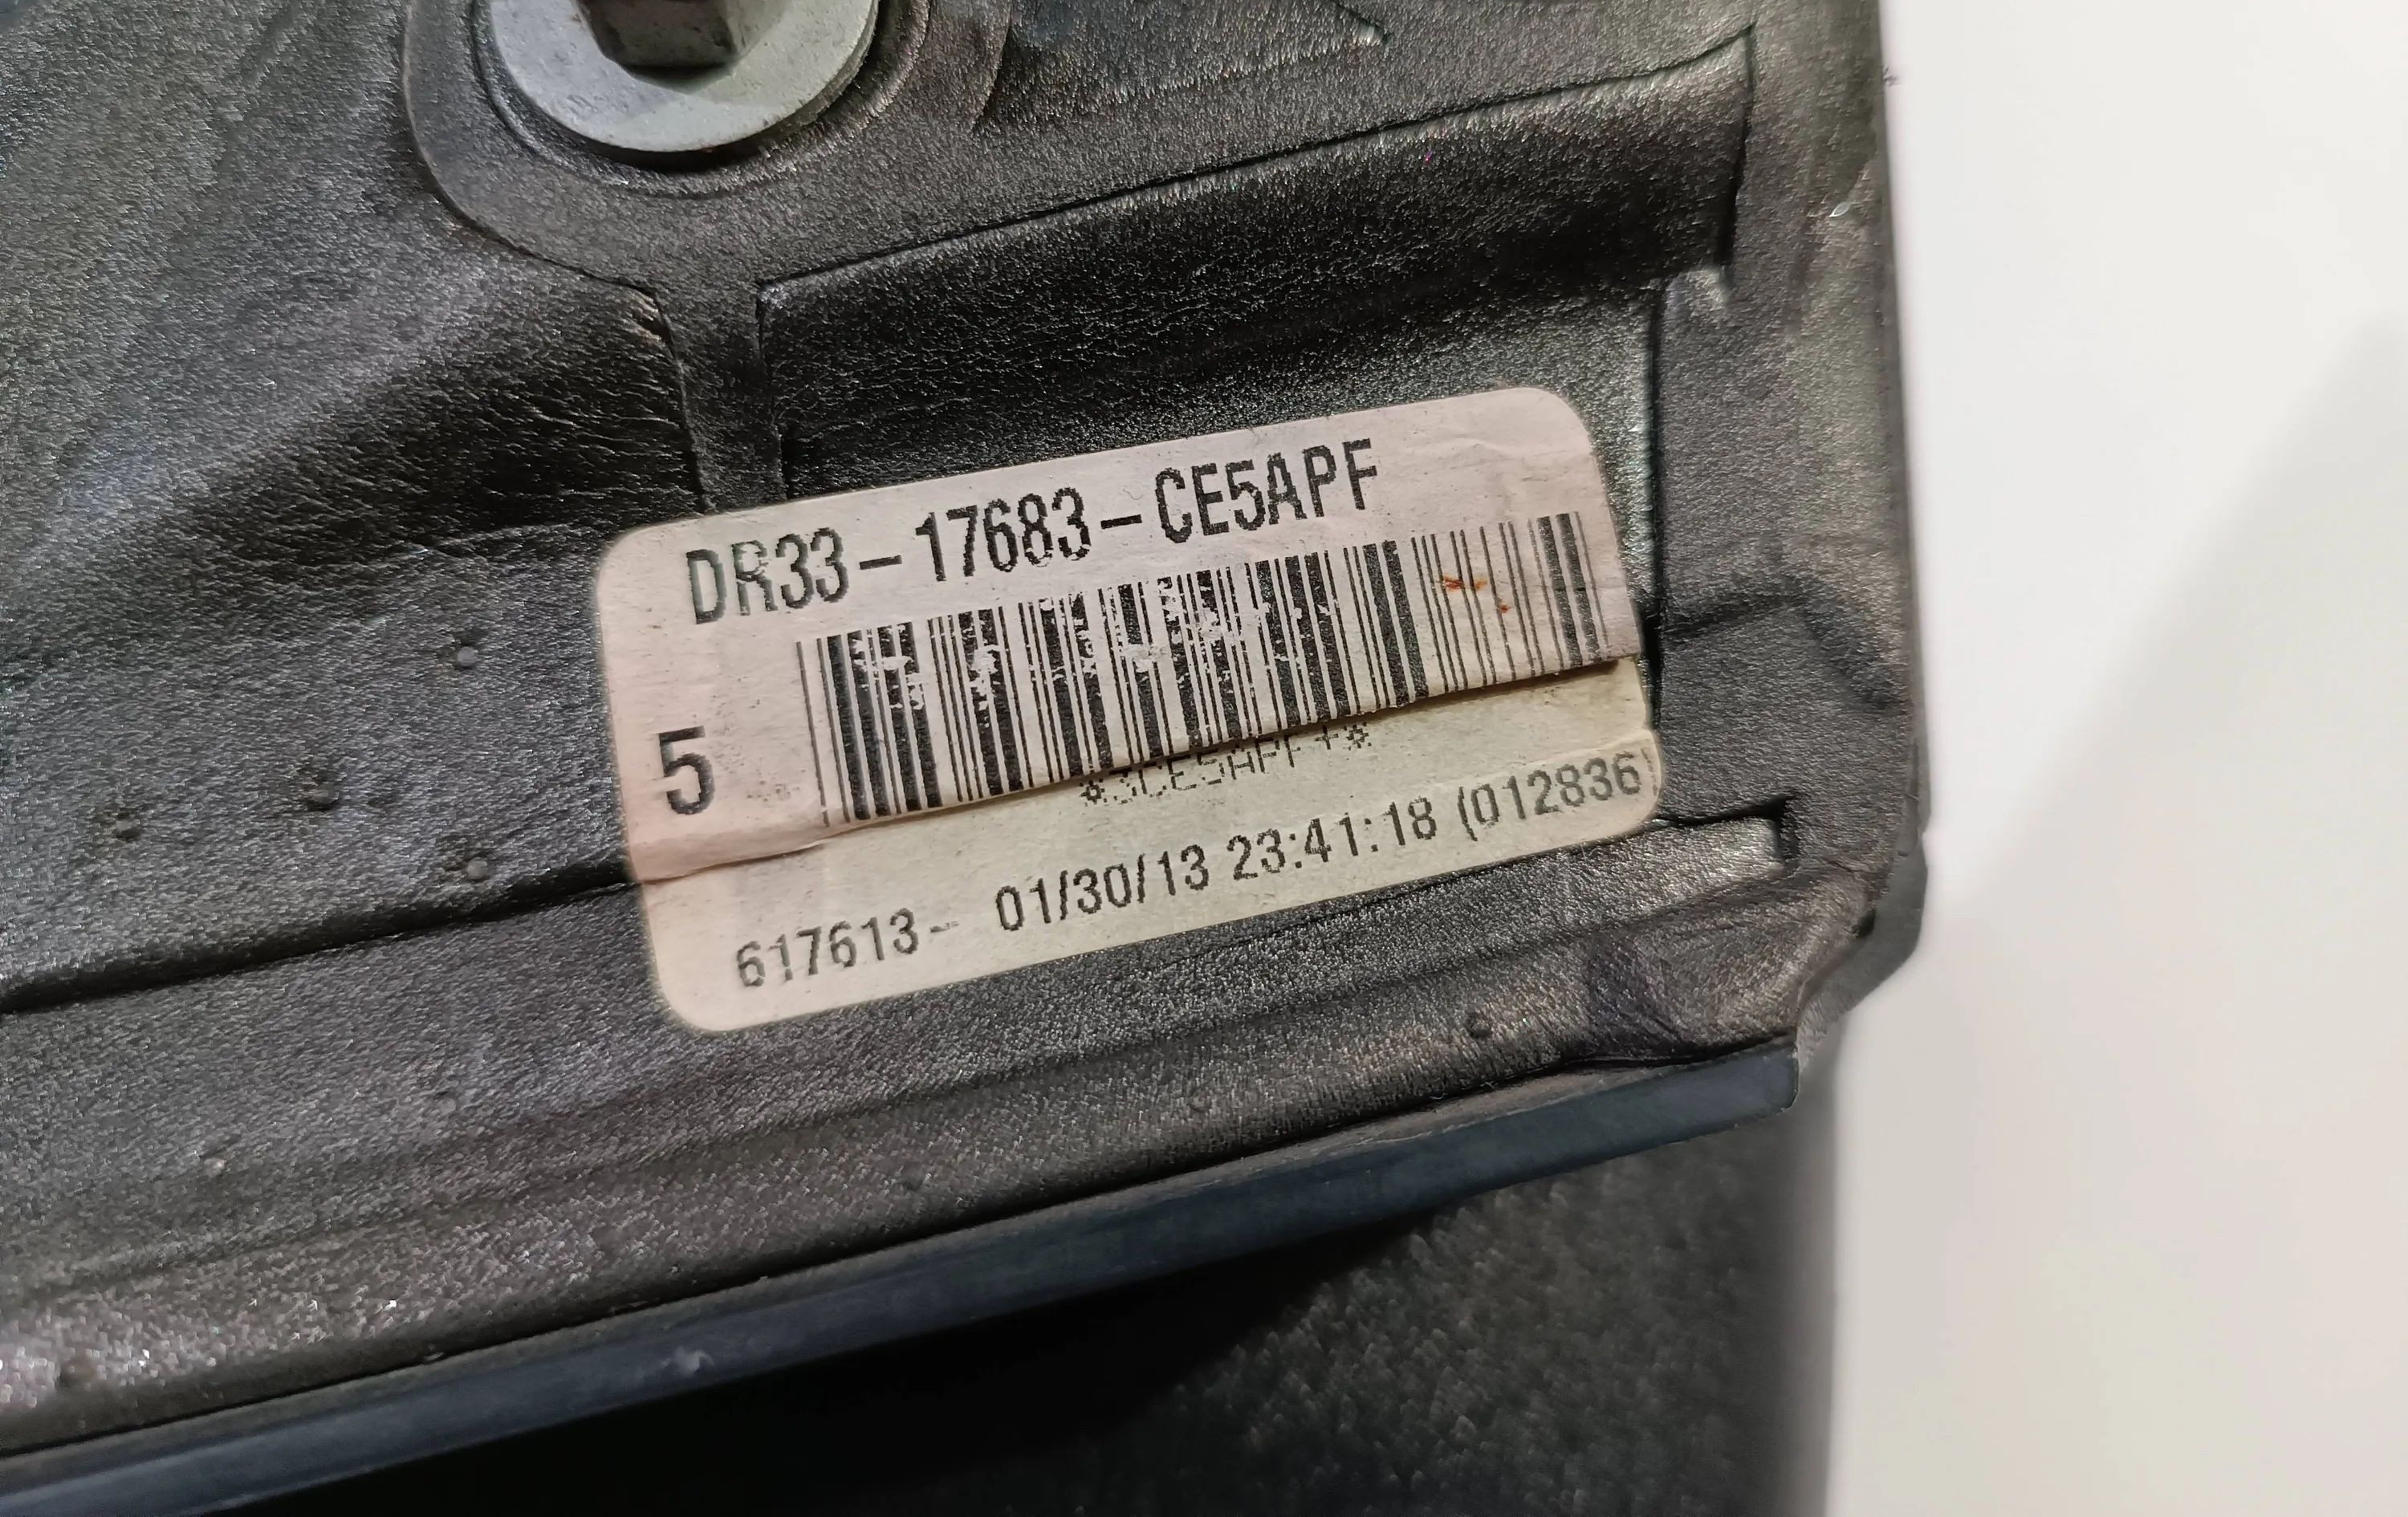 DR33-17683-CE5APF
5
*3CE5APF+*
617613- 01/30/13 23:41:18 (012836)